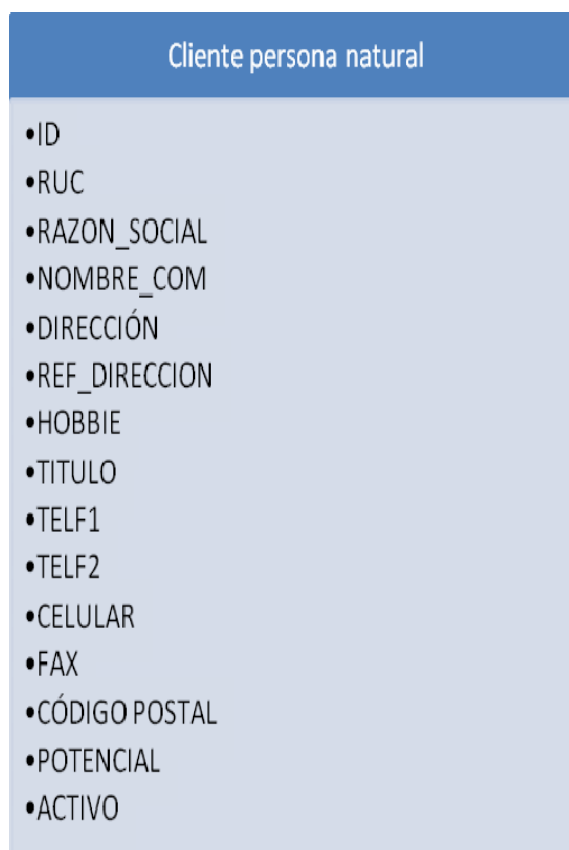 Cliente persona natural
•ID
•RUC
•RAZON_SOCIAL
•NOMBRE_COM
•DIRECCIÓN
•REF_DIRECCION
•HOBBIE
•TITULO
•TELF1
•TELF2
•CELULAR
•FAX
•CÓDIGO POSTAL
•POTENCIAL
•ACTIVO